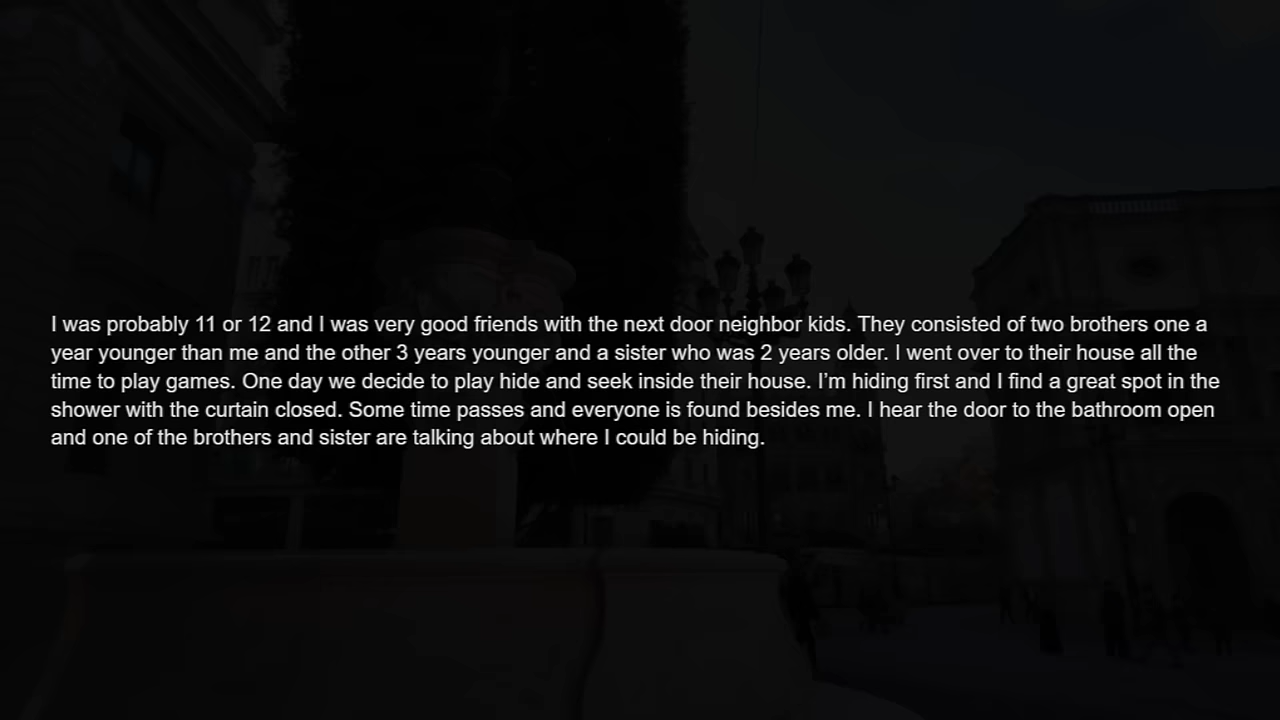 I was probably 11 or 12 and I was very good friends with the next door neighbor kids. They consisted of two brothers one a
year younger than me and the other 3 years younger and a sister who was 2 years older. I went over to their house all the
time to play games. One day we decide to play hide and seek inside their house. I’m hiding first and I find a great spot in the
shower with the curtain closed. Some time passes and everyone is found besides me. I hear the door to the bathroom open
and one of the brothers and sister are talking about where I could be hiding.